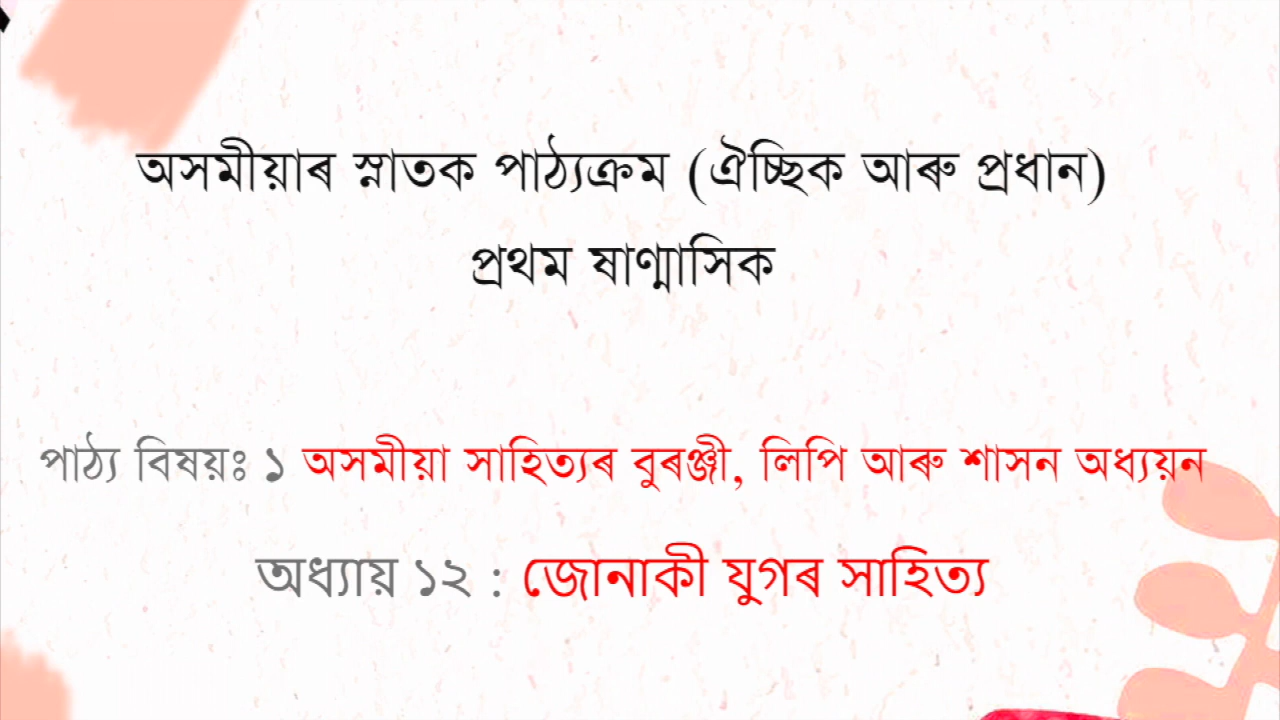 অসমীয়াৰ স্নাতক পাঠ্যক্ৰম (ঐচ্ছিক আৰু প্ৰধান)
প্ৰথম ষাণ্মাসিক
পাঠ্য বিষয়ঃ ১ অসমীয়া সাহিত্যৰ বুৰঞ্জী, লিপি আৰু শাসন অধ্যয়ন
অধ্যায় ১২ : জোনাকী যুগৰ সাহিত্য